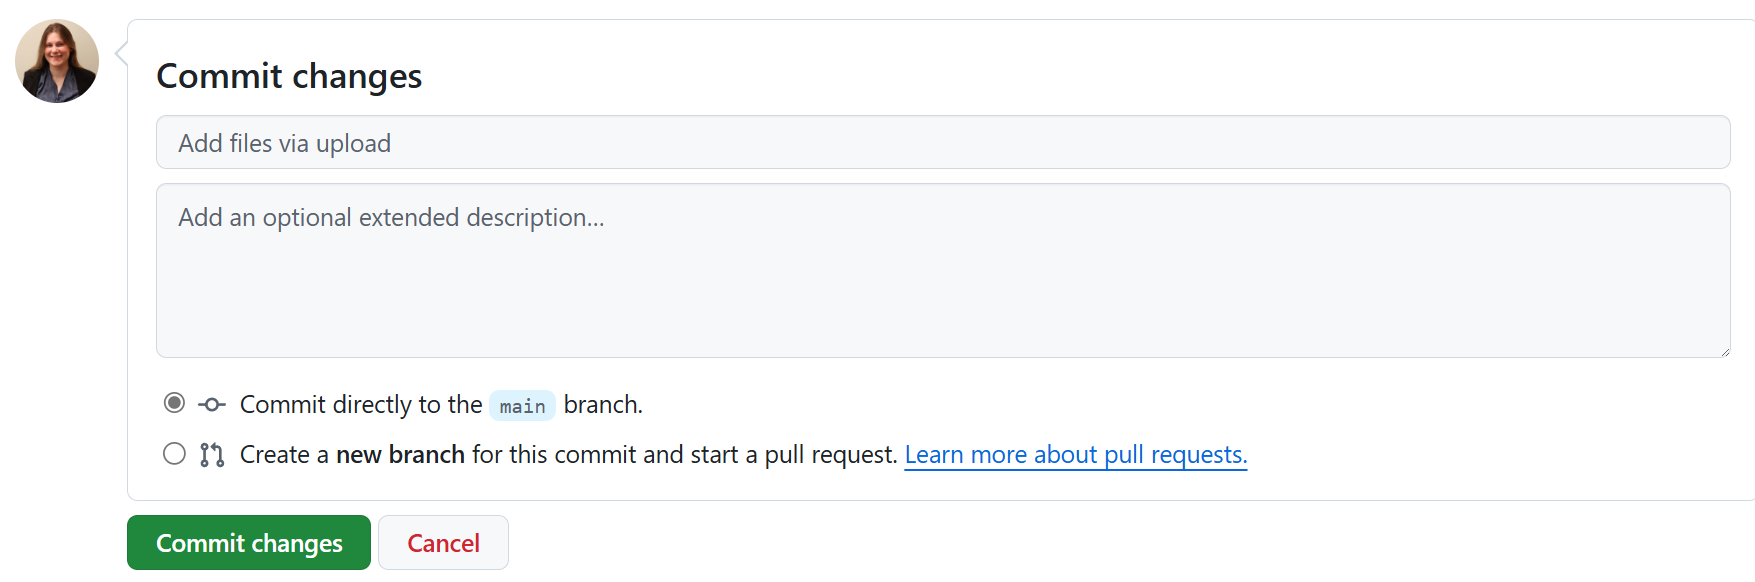 Commit changes
Add files via upload
Add an optional extended description...
Commit directly to the main branch.
Create a new branch for this commit and start a pull request. Learn more about pull requests.
Commit changes
Cancel